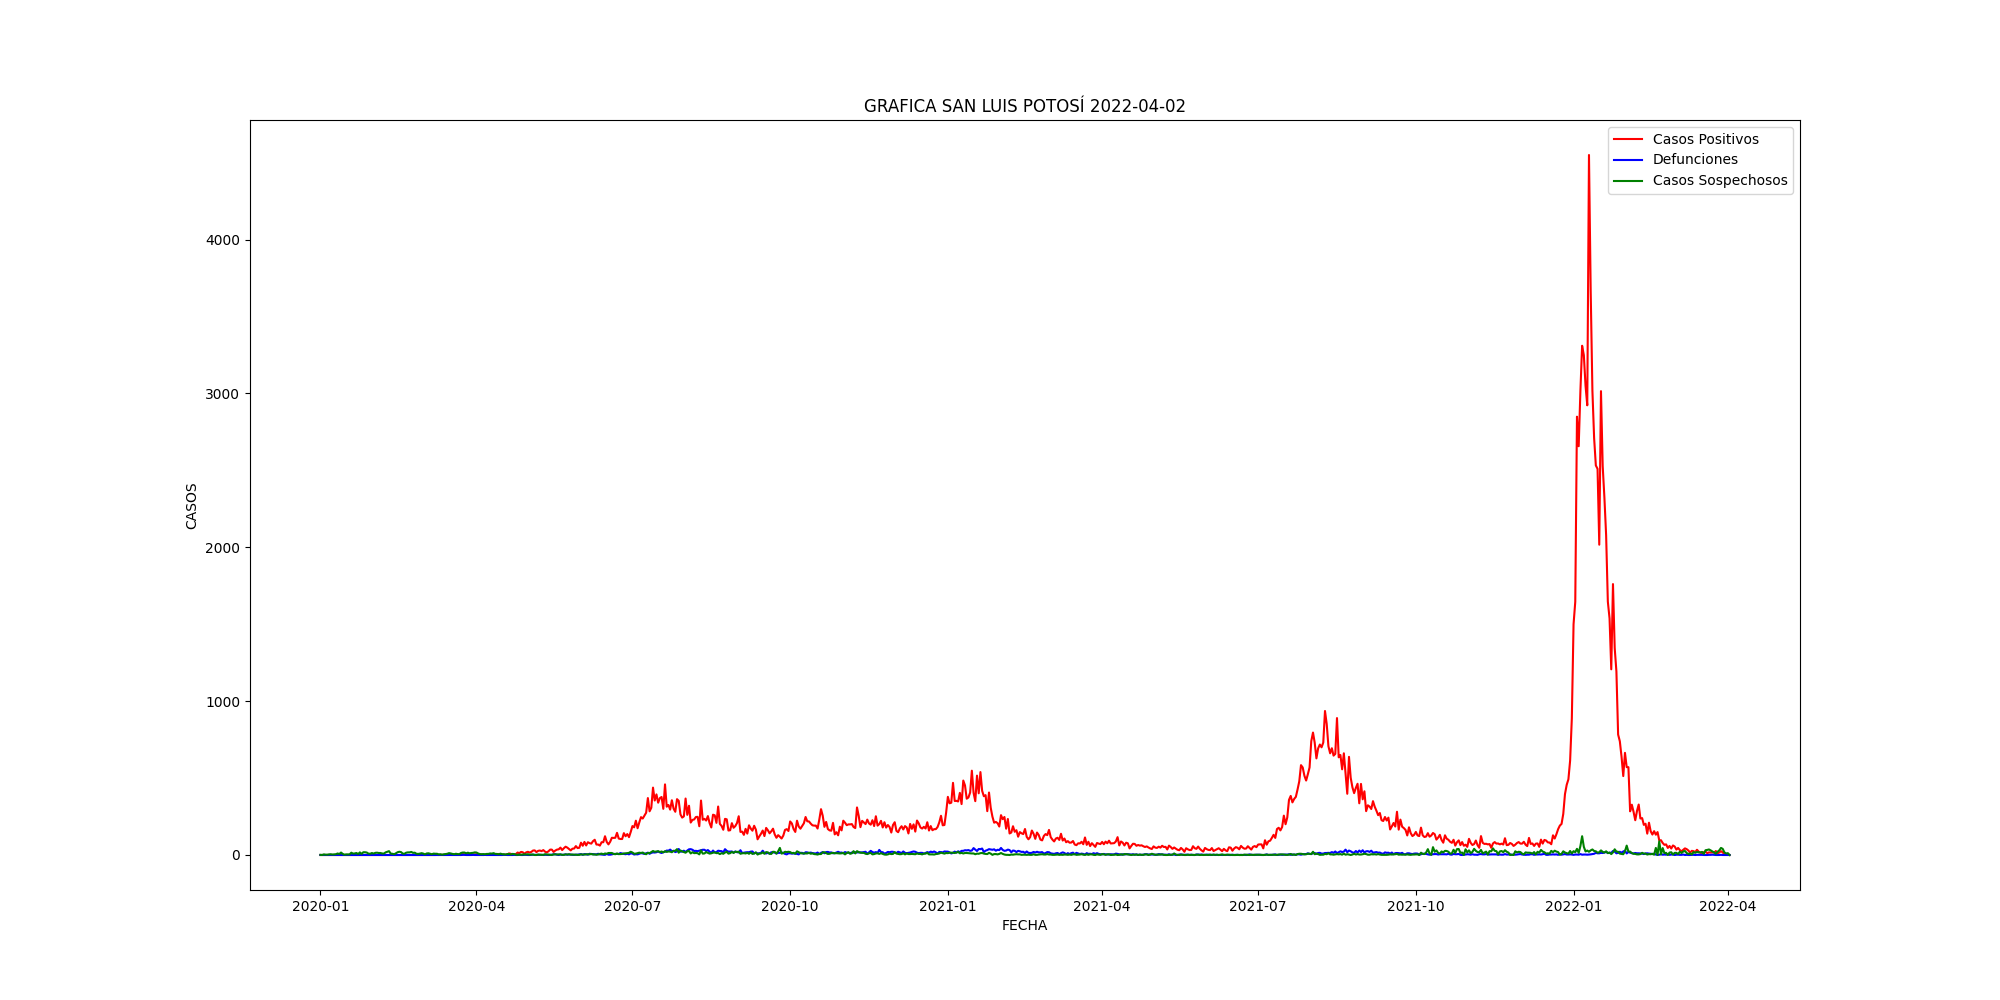 GRAFICA SAN LUIS POTOSÍ 2022-04-02
Casos Positivos
Defunciones
Casos Sospechosos
CASOS
4000
3000
2000
1000
0
2020-01 2020-04 2020-07 2020-10 2021-01 2021-04 2021-07 2021-10 2022-01 2022-04
FECHA